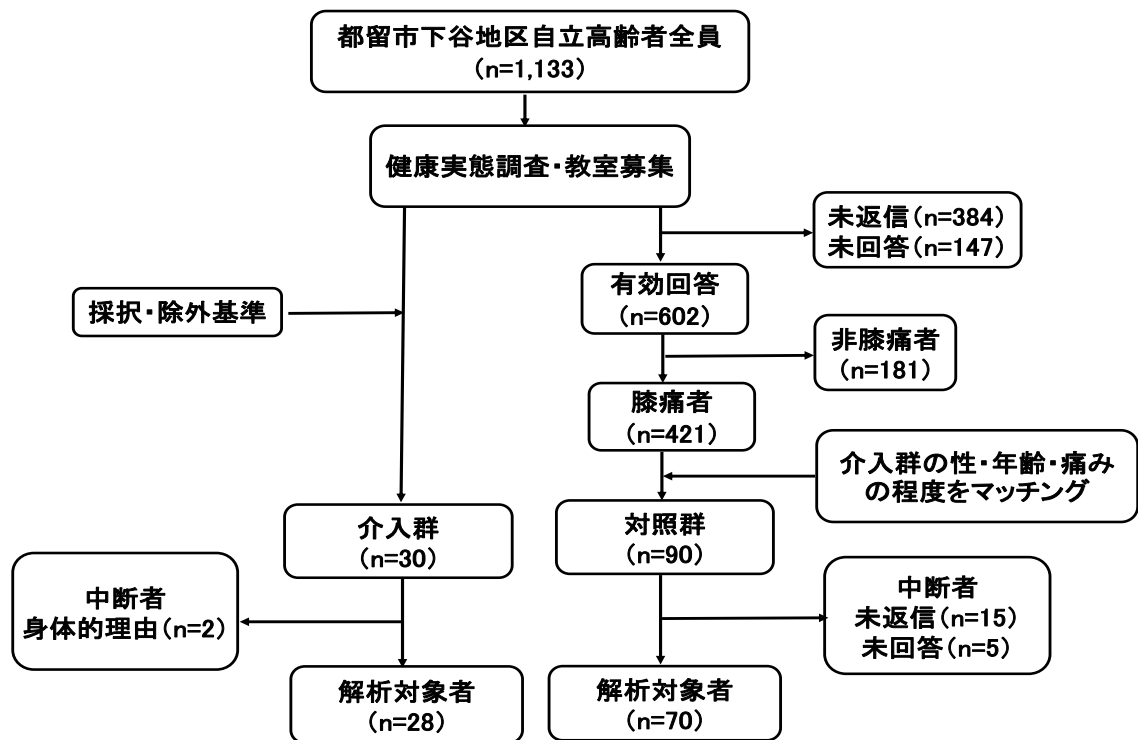 都留市下谷地区自立高齢者全員
（n=1,133）
健康実態調査・教室募集
未返信（n=384）
未回答（n=147）
有効回答
（n=602）
採択・除外基準
非膝痛者
（n=181）
膝痛者
（n=421）
介入群の性・年齢・痛み
の程度をマッチング
介入群
（n=30）
対照群
（n=90）
中断者
身体的理由（n=2）
中断者
未返信（n=15）
未回答（n=5）
解析対象者
（n=28）
解析対象者
（n=70）